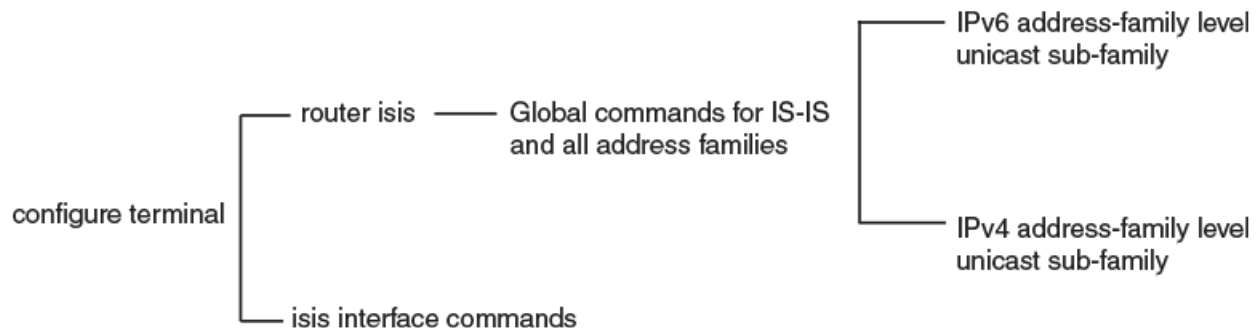 IPv6 address-family level
unicast sub-family
router isis
Global commands for IS-IS
and all address families
configure terminal
IPv4 address-family level
unicast sub-family
isis interface commands